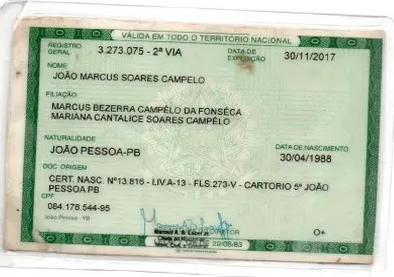 VÁLIDA EM TODO O TERRITÓRIO NACIONAL
REGISTRO GERAL 3.273.075 - 2ª VIA DATA DE EXPEDIÇÃO 30/11/2017
NOME
JOÃO MARCUS SOARES CAMPELO
FILIAÇÃO
MARCUS BEZERRA CAMPÊLO DA FONSÊCA
MARIANA CANTALICE SOARES CAMPÊLO
NATURALIDADE DATA DE NASCIMENTO
JOÃO PESSOA-PB 30/04/1988
DOC ORIGEM
CERT. NASC. Nº13.816 - LIV.A-13 - FLS.273-V - CARTORIO 5º JOÃO
PESSOA PB
CPF
084.178.544-95
João Pessoa - PB
O+
29/08/83